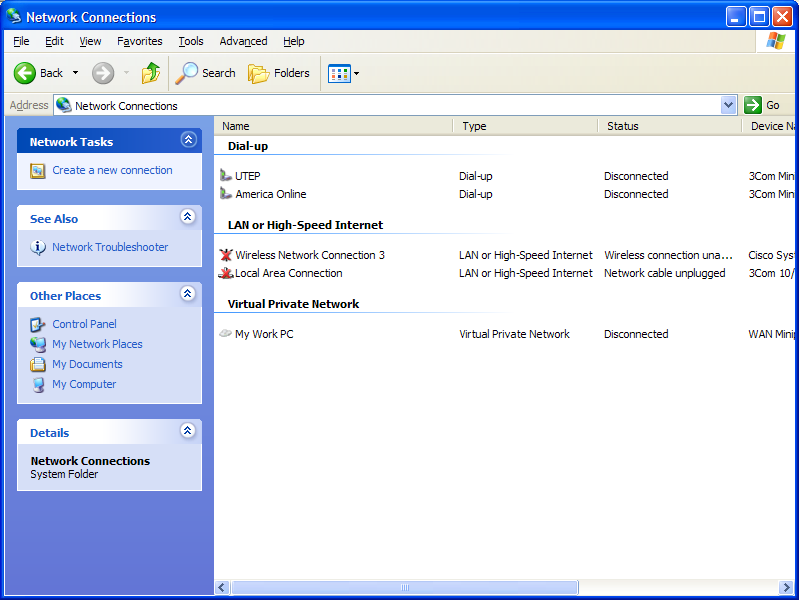 Network Connections
File Edit View Favorites Tools Advanced Help
Back Search Folders
Address Network Connections Go
Network Tasks
Create a new connection
See Also
Network Troubleshooter
Other Places
Control Panel
My Network Places
My Documents
My Computer
Details
Network Connections
System Folder
Name Type Status Device Na
Dial-up
UTEP Dial-up Disconnected 3Com Min
America Online Dial-up Disconnected 3Com Min
LAN or High-Speed Internet
Wireless Network Connection 3 LAN or High-Speed Internet Wireless connection una... Cisco Syst
Local Area Connection LAN or High-Speed Internet Network cable unplugged 3Com 10/
Virtual Private Network
My Work PC Virtual Private Network Disconnected WAN Minip